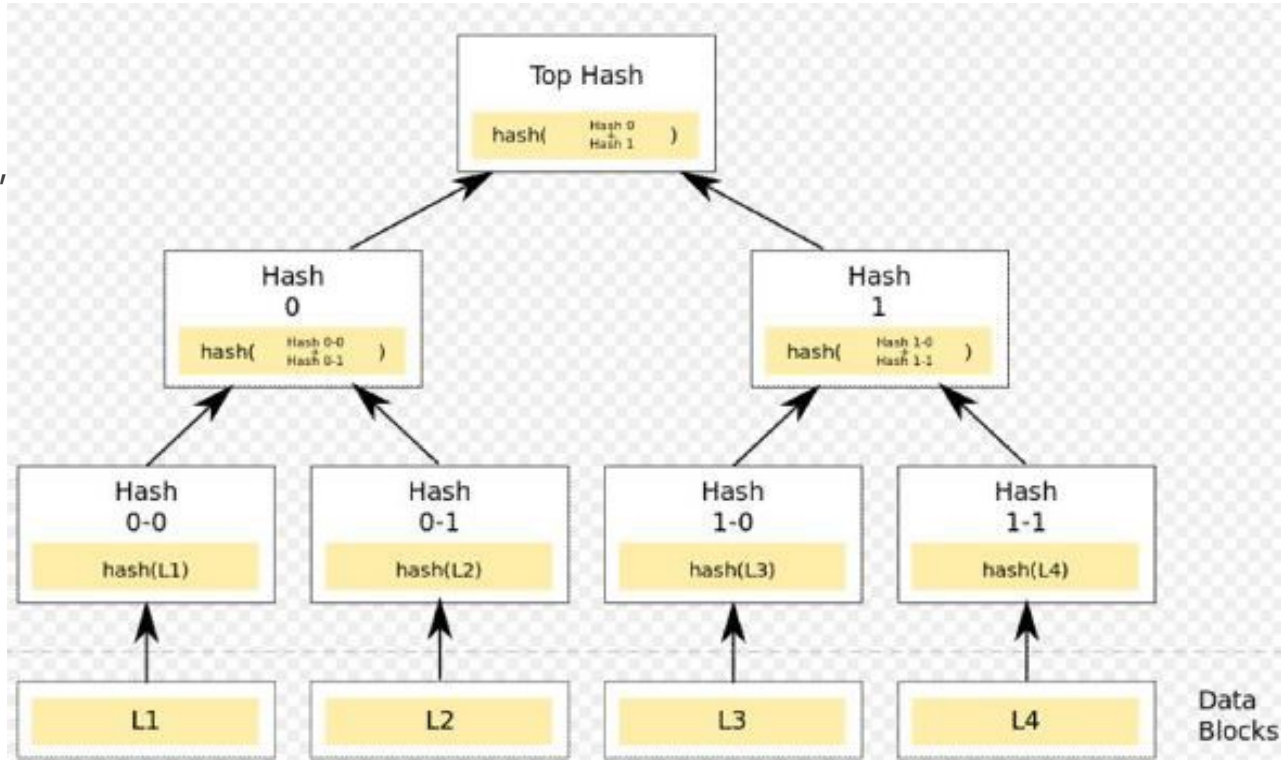 Top Hash
hash( Hash 0
+
Hash 1 )
Hash
0
hash( Hash 0-0
+
Hash 0-1 )
Hash
1
hash( Hash 1-0
+
Hash 1-1 )
Hash
0-0
hash(L1)
Hash
0-1
hash(L2)
Hash
1-0
hash(L3)
Hash
1-1
hash(L4)
L1
L2
L3
L4
Data
Blocks